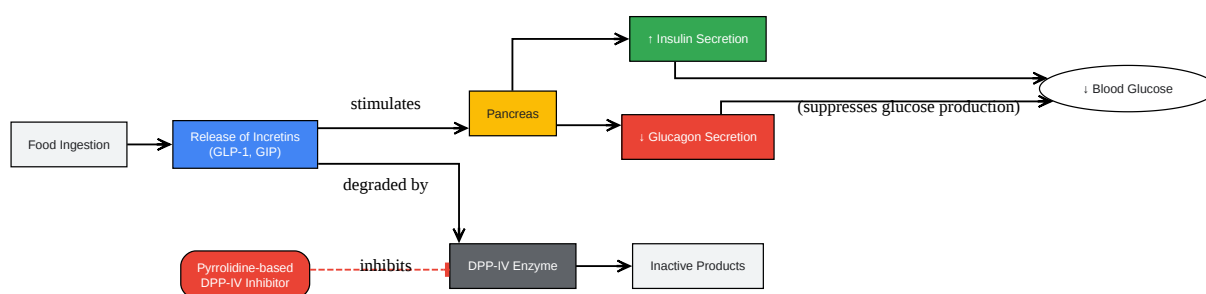 ↑ Insulin Secretion
↓ Blood Glucose
stimulates
(suppresses glucose production)
Pancreas
Food Ingestion
Release of Incretins
(GLP-1, GIP)
↓ Glucagon Secretion
degraded by
Pyrrolidine-based
DPP-IV Inhibitor
inhibits
DPP-IV Enzyme
Inactive Products